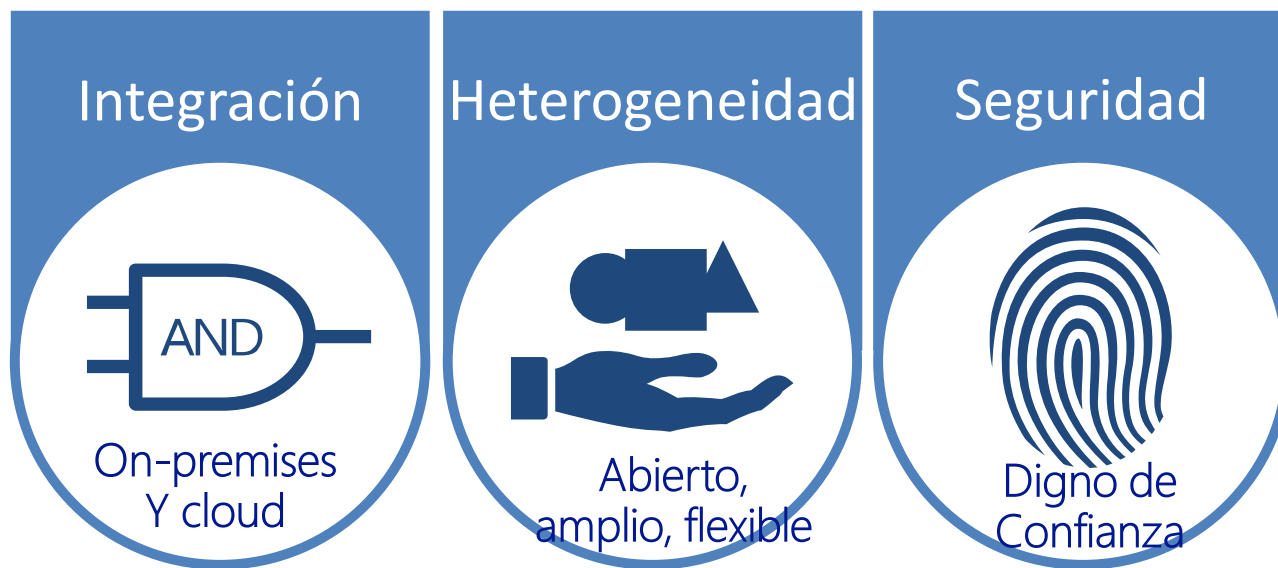 Integración
AND
On-premises
Y cloud
Heterogeneidad
Abierto,
amplio, flexible
Seguridad
Digno de
Confianza